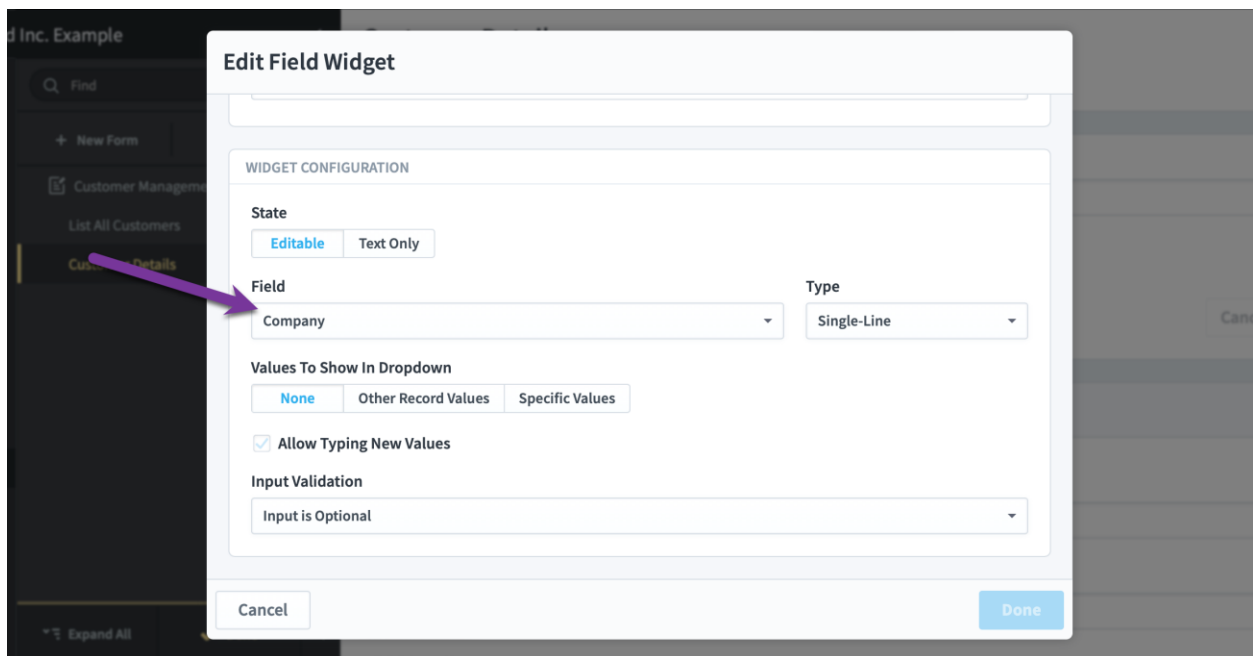 d Inc. Example
Edit Field Widget
Find
+ New Form
WIDGET CONFIGURATION
Customer Manageme
State
List All Customers
Editable Text Only
Details
Field Type
Company Single-Line
Canc
Values To Show In Dropdown
None Other Record Values Specific Values
Allow Typing New Values
Input Validation
Input is Optional
Cancel Done
Expand All